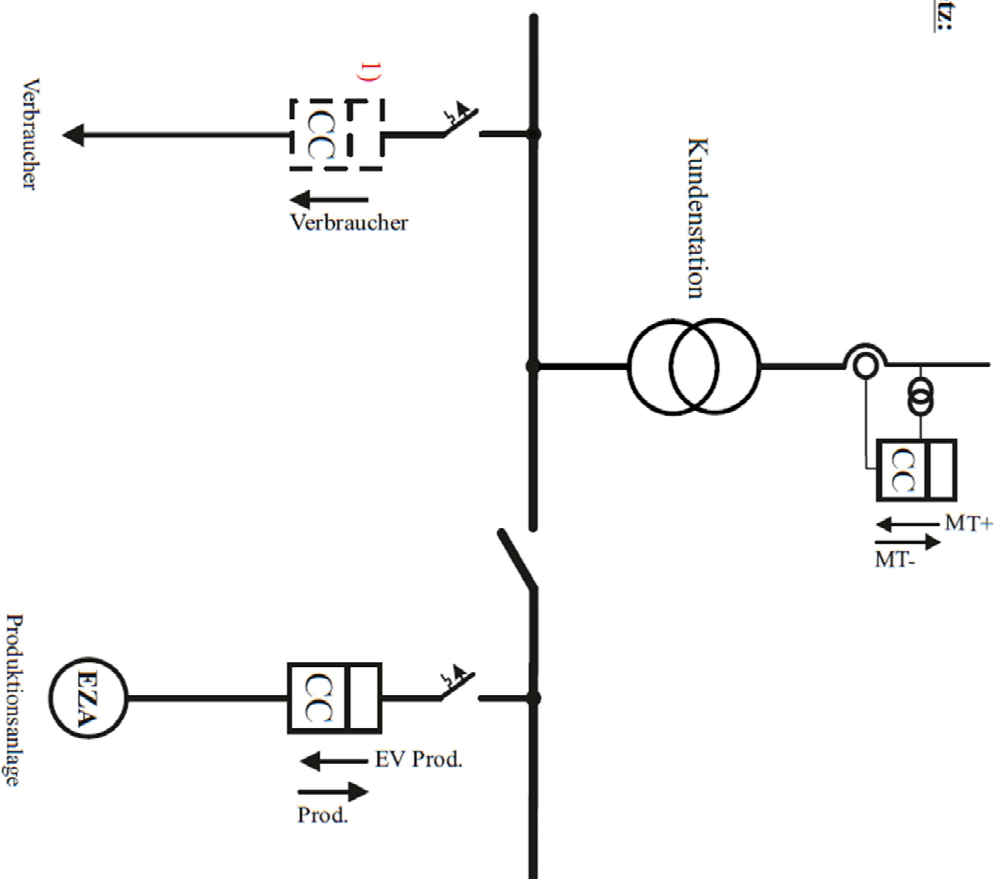 tz:
Kundenstation
CC
MT+
MT-
1)
CC
Verbraucher
Verbraucher
CC
EV Prod.
Prod.
EZA
Produktionsanlage